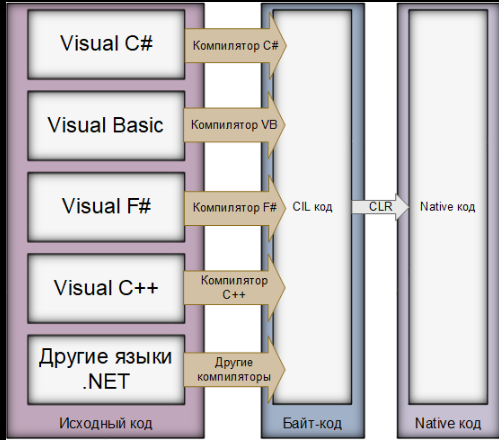 Visual C#
Компилятор C#
Visual Basic
Компилятор VB
Visual F#
Компилятор F#
CIL код
CLR
Native код
Visual C++
Компилятор
C++
Другие языки
.NET
Другие
компиляторы
Исходный код
Байт-код
Native код